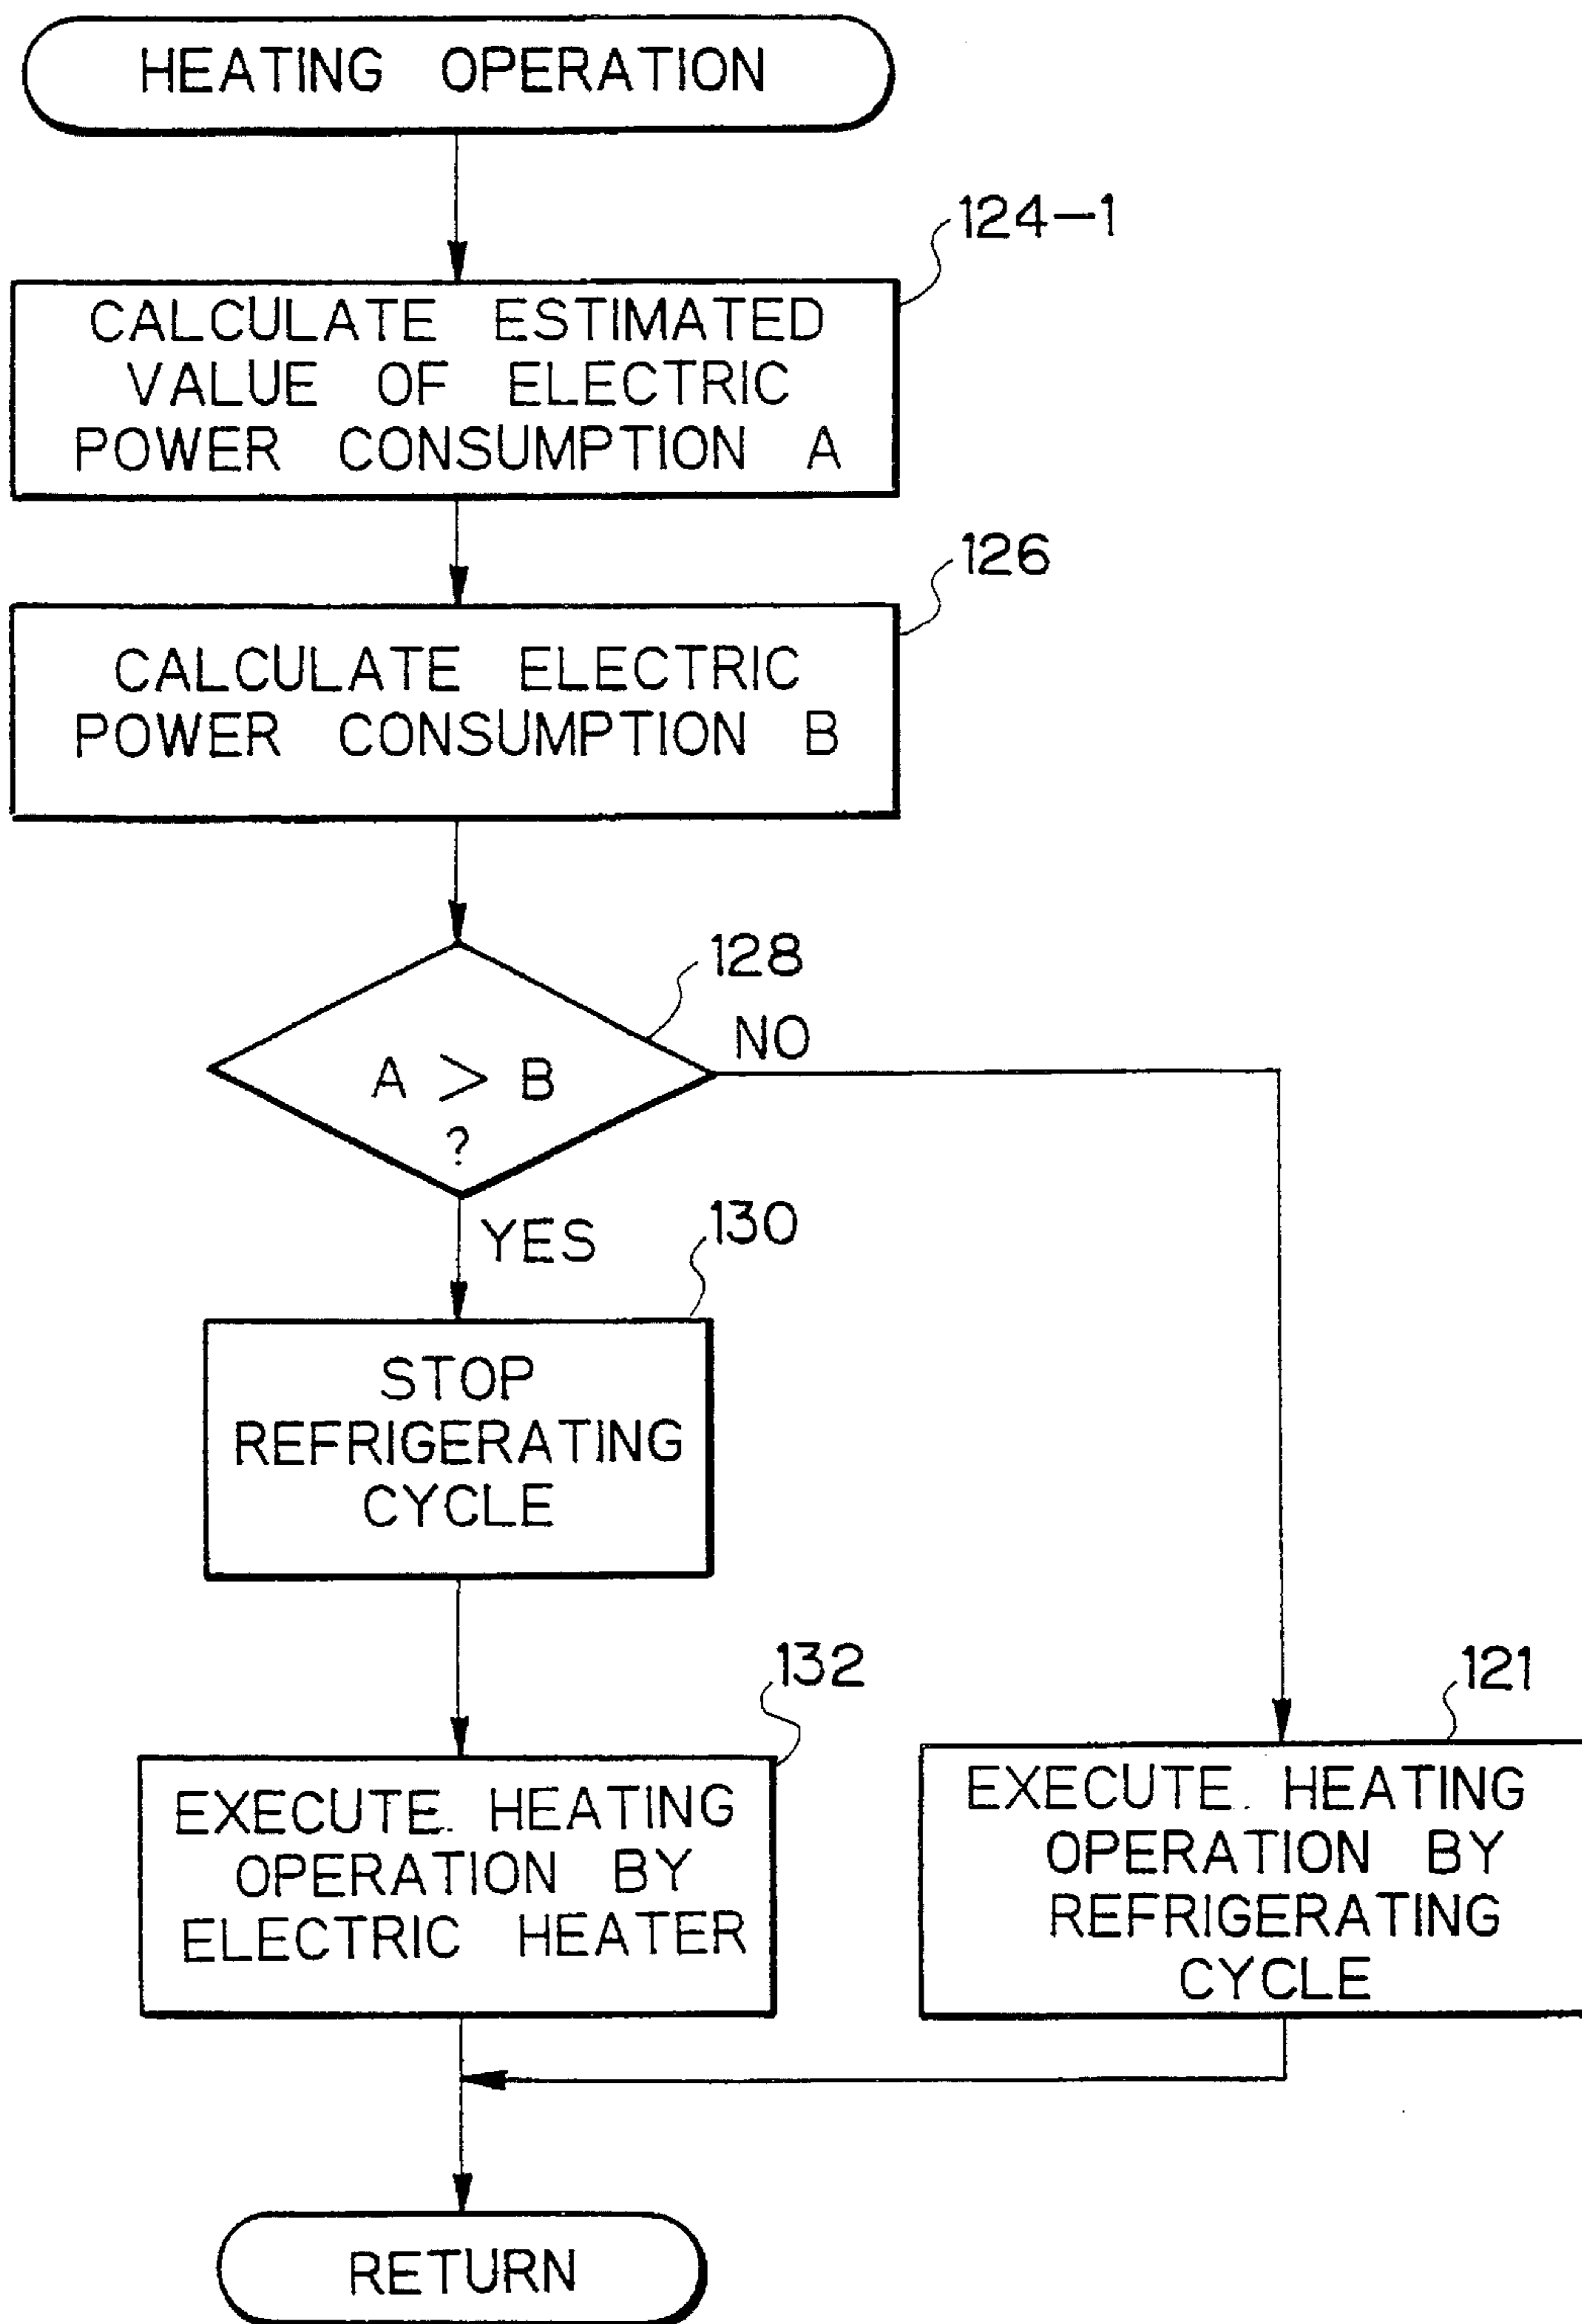 HEATING OPERATION
124-1
CALCULATE ESTIMATED
VALUE OF ELECTRIC
POWER CONSUMPTION A
126
CALCULATE ELECTRIC
POWER CONSUMPTION B
128
NO
A > B
?
YES
130
STOP
REFRIGERATING
CYCLE
132
EXECUTE HEATING
OPERATION BY
ELECTRIC HEATER
121
EXECUTE HEATING
OPERATION BY
REFRIGERATING
CYCLE
RETURN